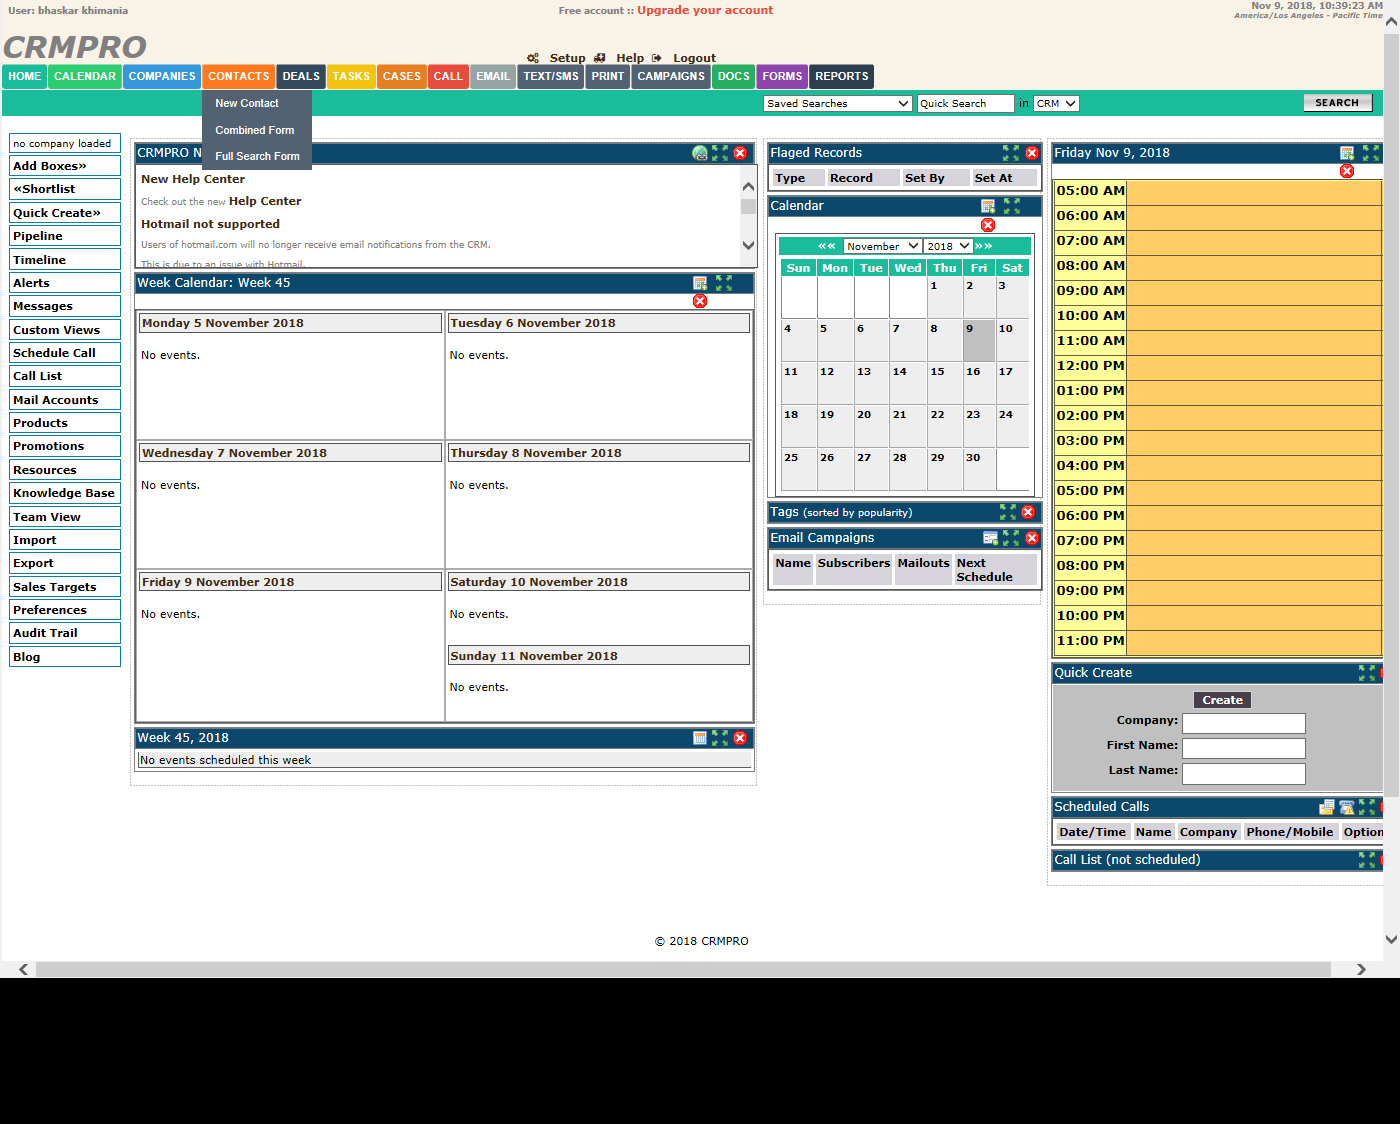 User: bhaskar khimania
Free account :: Upgrade your account
Nov 9, 2018, 10:39:23 AM
America/Los Angeles - Pacific Time
CRMPRO
Setup Help Logout
HOME CALENDAR COMPANIES CONTACTS DEALS TASKS CASES CALL EMAIL TEXT/SMS PRINT CAMPAIGNS DOCS FORMS REPORTS
New Contact
Combined Form
Full Search Form
Saved Searches Quick Search in CRM SEARCH
no company loaded
Add Boxes»
«Shortlist
Quick Create»
Pipeline
Timeline
Alerts
Messages
Custom Views
Schedule Call
Call List
Mail Accounts
Products
Promotions
Resources
Knowledge Base
Team View
Import
Export
Sales Targets
Preferences
Audit Trail
Blog
CRMPRO N
New Help Center
Check out the new Help Center
Hotmail not supported
Users of hotmail.com will no longer receive email notifications from the CRM.
This is due to an issue with Hotmail.
Week Calendar: Week 45
Monday 5 November 2018
No events.
Tuesday 6 November 2018
No events.
Wednesday 7 November 2018
No events.
Thursday 8 November 2018
No events.
Friday 9 November 2018
No events.
Saturday 10 November 2018
No events.
Sunday 11 November 2018
No events.
Week 45, 2018
No events scheduled this week
Flaged Records
Type Record Set By Set At
Calendar
«« November 2018 »»
Sun Mon Tue Wed Thu Fri Sat
1 2 3
4 5 6 7 8 9 10
11 12 13 14 15 16 17
18 19 20 21 22 23 24
25 26 27 28 29 30
Tags (sorted by popularity)
Email Campaigns
Name Subscribers Mailouts Next Schedule
Friday Nov 9, 2018
05:00 AM
06:00 AM
07:00 AM
08:00 AM
09:00 AM
10:00 AM
11:00 AM
12:00 PM
01:00 PM
02:00 PM
03:00 PM
04:00 PM
05:00 PM
06:00 PM
07:00 PM
08:00 PM
09:00 PM
10:00 PM
11:00 PM
Quick Create
Create
Company:
First Name:
Last Name:
Scheduled Calls
Date/Time Name Company Phone/Mobile Option
Call List (not scheduled)
© 2018 CRMPRO